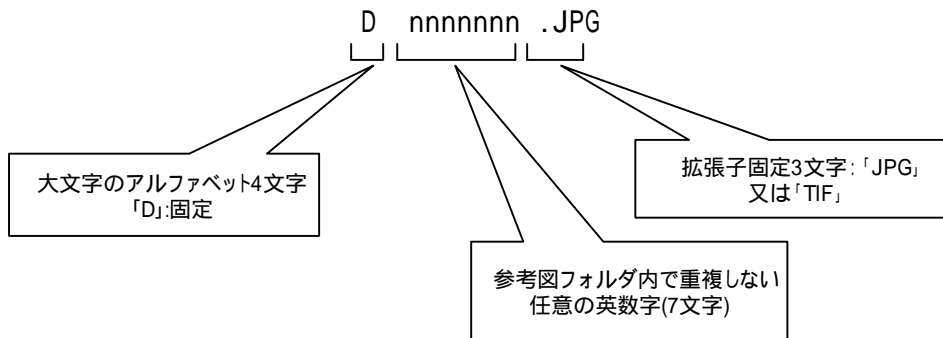 D nnnnnnn .JPG
大文字のアルファベット4文字
「D」:固定
拡張子固定3文字:「JPG」
又は「TIF」
参考図フォルダ内で重複しない
任意の英数字(7文字)